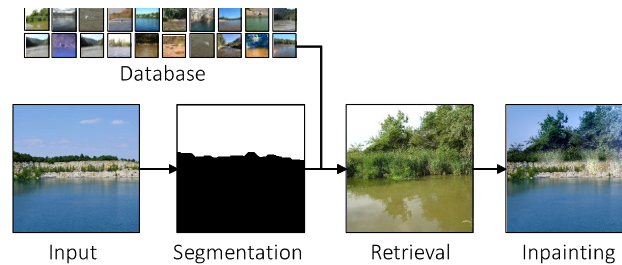 Database
Input
Segmentation
Retrieval
Inpainting